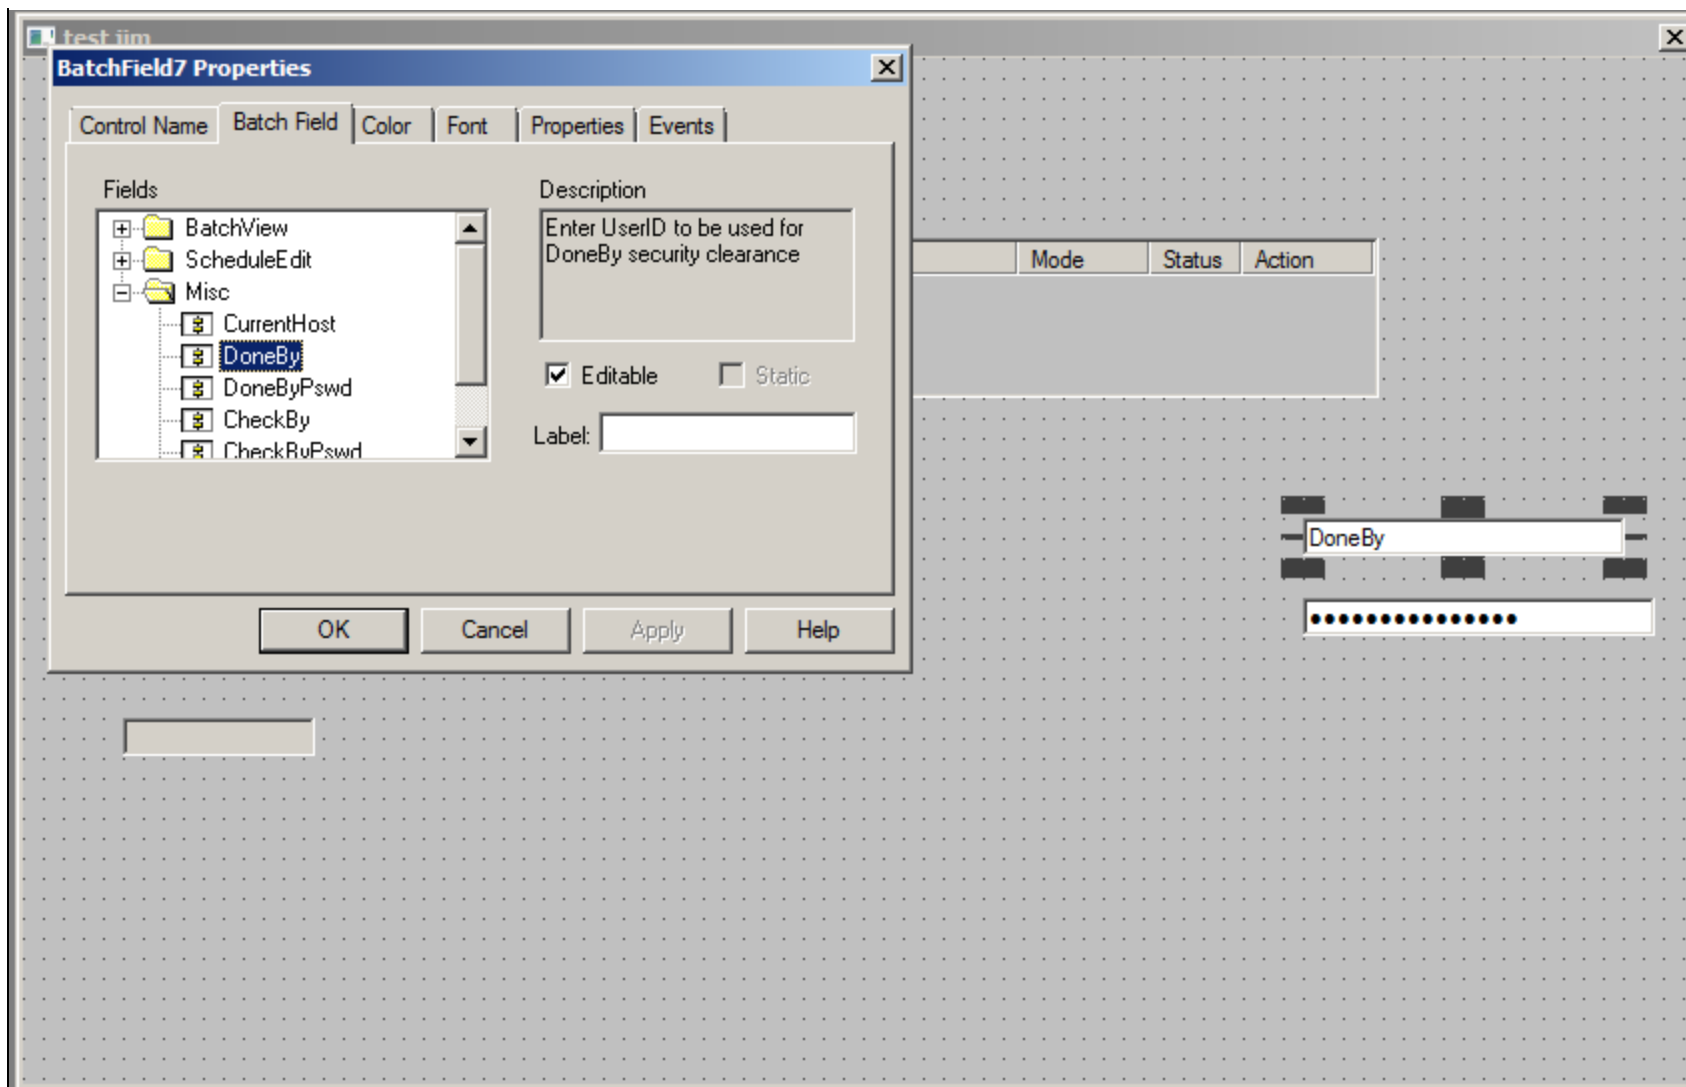 test jim
BatchField7 Properties
Control Name Batch Field Color Font Properties Events
Fields
BatchView
ScheduleEdit
Misc
CurrentHost
DoneBy
DoneByPswd
CheckBy
CheckByPswd
Description
Enter UserID to be used for
DoneBy security clearance
Editable Static
Label:
OK Cancel Apply Help
Mode Status Action
DoneBy
•••••••••••••••